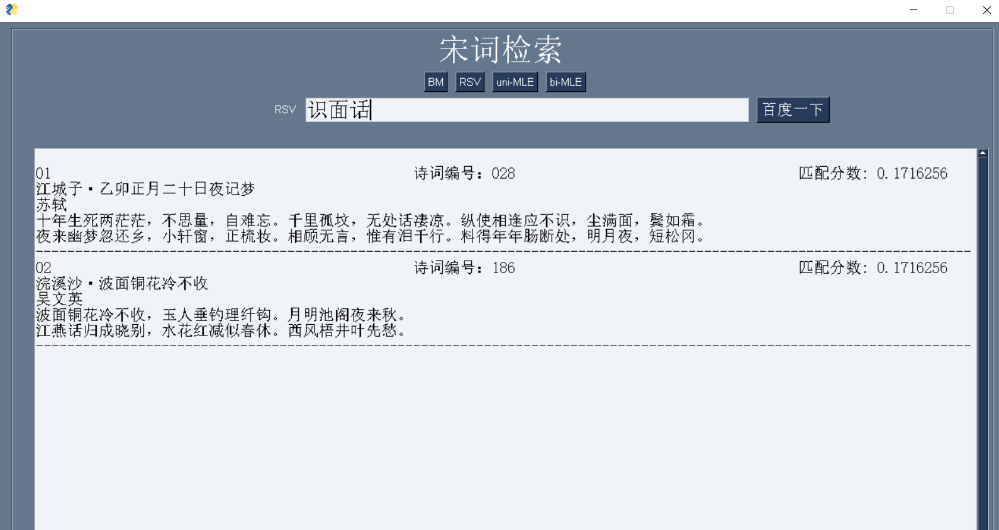 宋词检索
BM RSV uni-MLE bi-MLE
RSV 识面话 百度一下
01 诗词编号：028 匹配分数: 0.1716256
江城子·乙卯正月二十日夜记梦
苏轼
十年生死两茫茫，不思量，自难忘。千里孤坟，无处话凄凉。纵使相逢应不识，尘满面，鬓如霜。
夜来幽梦忽还乡，小轩窗，正梳妆。相顾无言，惟有泪千行。料得年年肠断处，明月夜，短松冈。
02 诗词编号：186 匹配分数: 0.1716256
浣溪沙·波面铜花冷不收
吴文英
波面铜花冷不收，玉人垂钓理纤钩。月明池阁夜来秋。
江燕话归成晓别，水花红减似春休。西风梧井叶先愁。